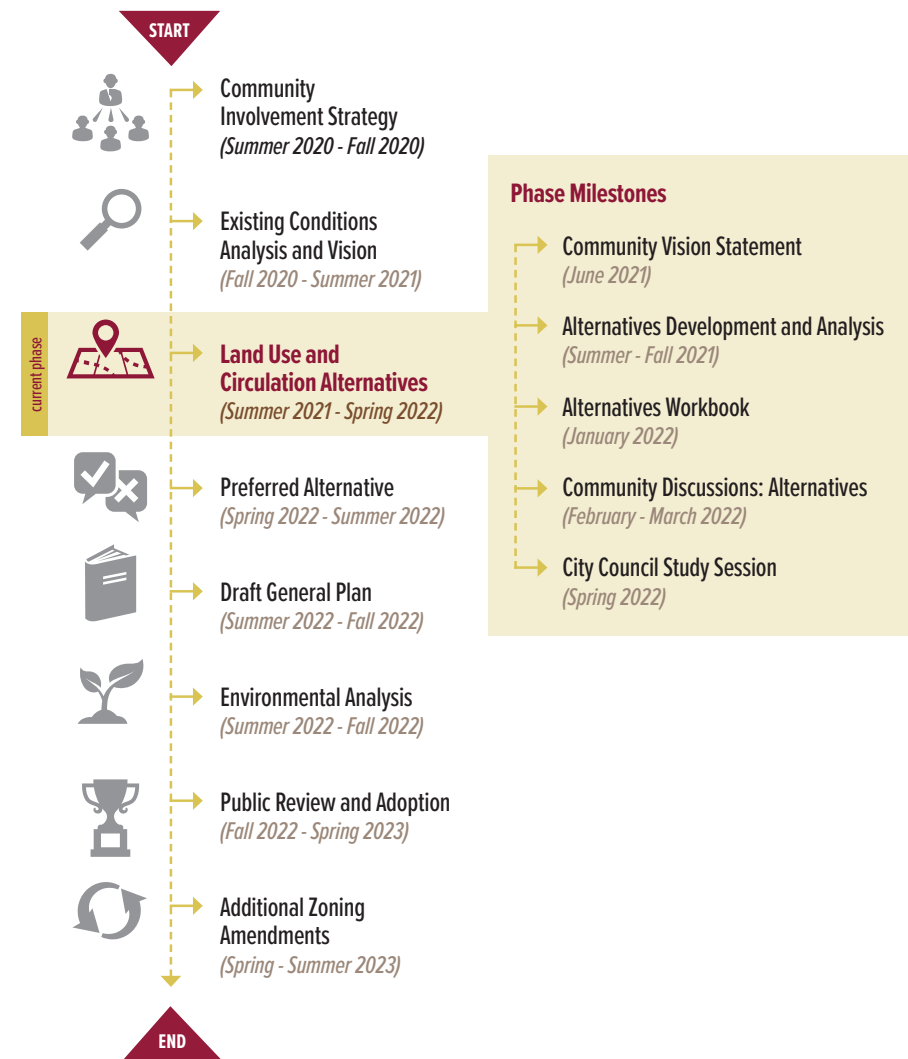 START
Community
Involvement Strategy
(Summer 2020 - Fall 2020)
Existing Conditions
Analysis and Vision
(Fall 2020 - Summer 2021)
current phase
Land Use and
Circulation Alternatives
(Summer 2021 - Spring 2022)
Preferred Alternative
(Spring 2022 - Summer 2022)
Draft General Plan
(Summer 2022 - Fall 2022)
Environmental Analysis
(Summer 2022 - Fall 2022)
Public Review and Adoption
(Fall 2022 - Spring 2023)
Additional Zoning
Amendments
(Spring - Summer 2023)
END
Phase Milestones
Community Vision Statement
(June 2021)
Alternatives Development and Analysis
(Summer - Fall 2021)
Alternatives Workbook
(January 2022)
Community Discussions: Alternatives
(February - March 2022)
City Council Study Session
(Spring 2022)